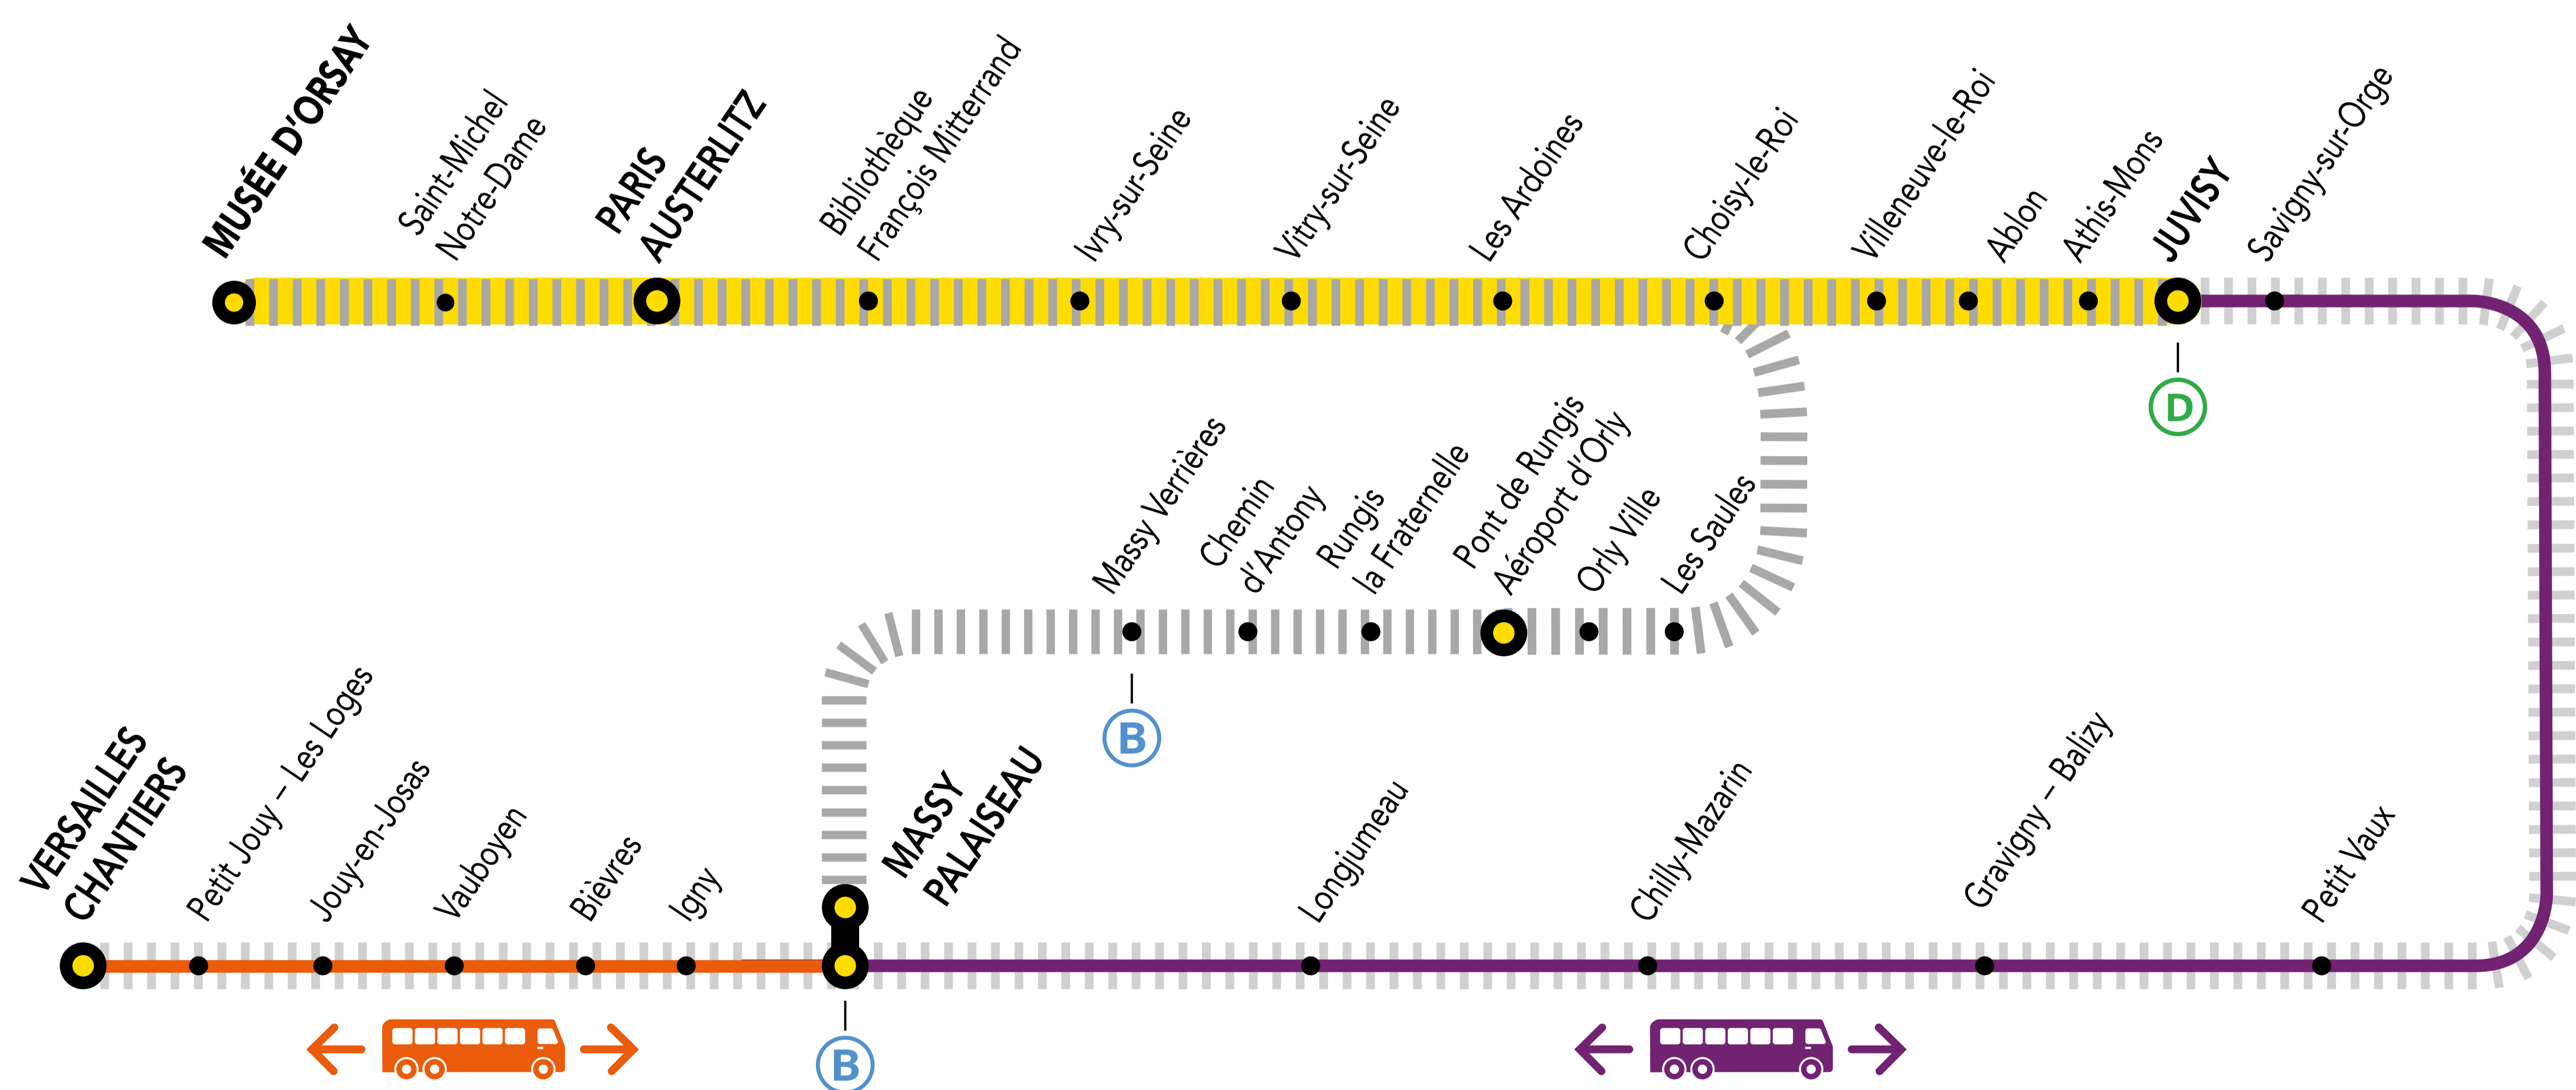 MUSÉE D'ORSAY
Saint-Michel
Notre-Dame
PARIS
AUSTERLITZ
Bibliothèque
François Mitterrand
Ivry-sur-Seine
Vitry-sur-Seine
Les Ardoines
Choisy-le-Roi
Villeneuve-le-Roi
Ablon
Athis-Mons
JUVISY
Savigny-sur-Orge
D
Massy Verrières
Chemin
d'Antony
Rungis
la Fraternelle
Pont de Rungis
Aéroport d'Orly
Orly Ville
Les Saules
B
VERSAILLES
CHANTIERS
Petit Jouy – Les Loges
Jouy-en-Josas
Vauboyen
Bièvres
Igny
MASSY
PALAISEAU
Longjumeau
Chilly-Mazarin
Gravigny – Balizy
Petit Vaux
B